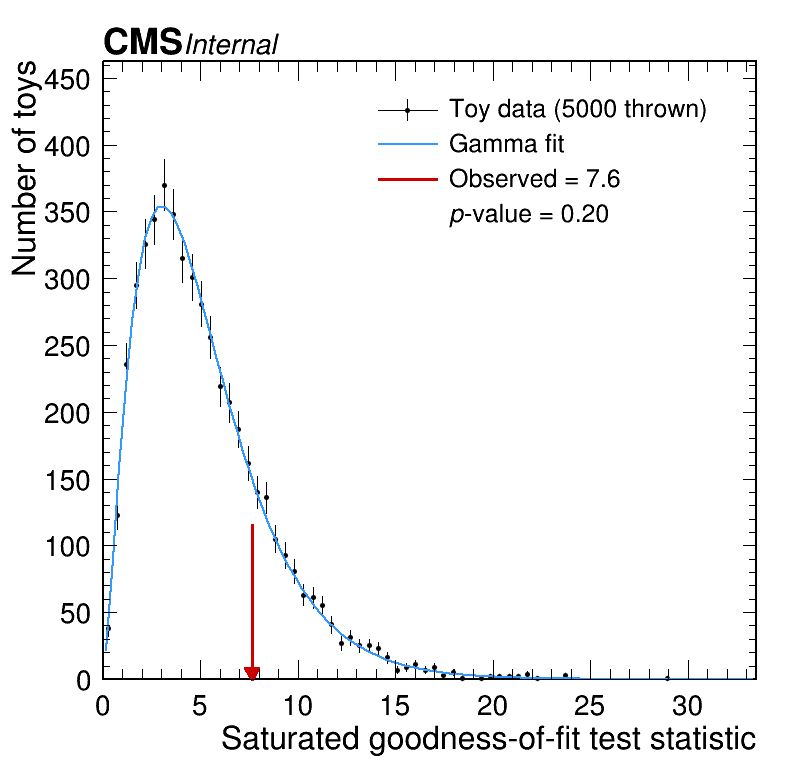 CMS Internal
Number of toys
450
400
350
300
250
200
150
100
50
0
Toy data (5000 thrown)
Gamma fit
Observed = 7.6
p-value = 0.20
0 5 10 15 20 25 30
Saturated goodness-of-fit test statistic